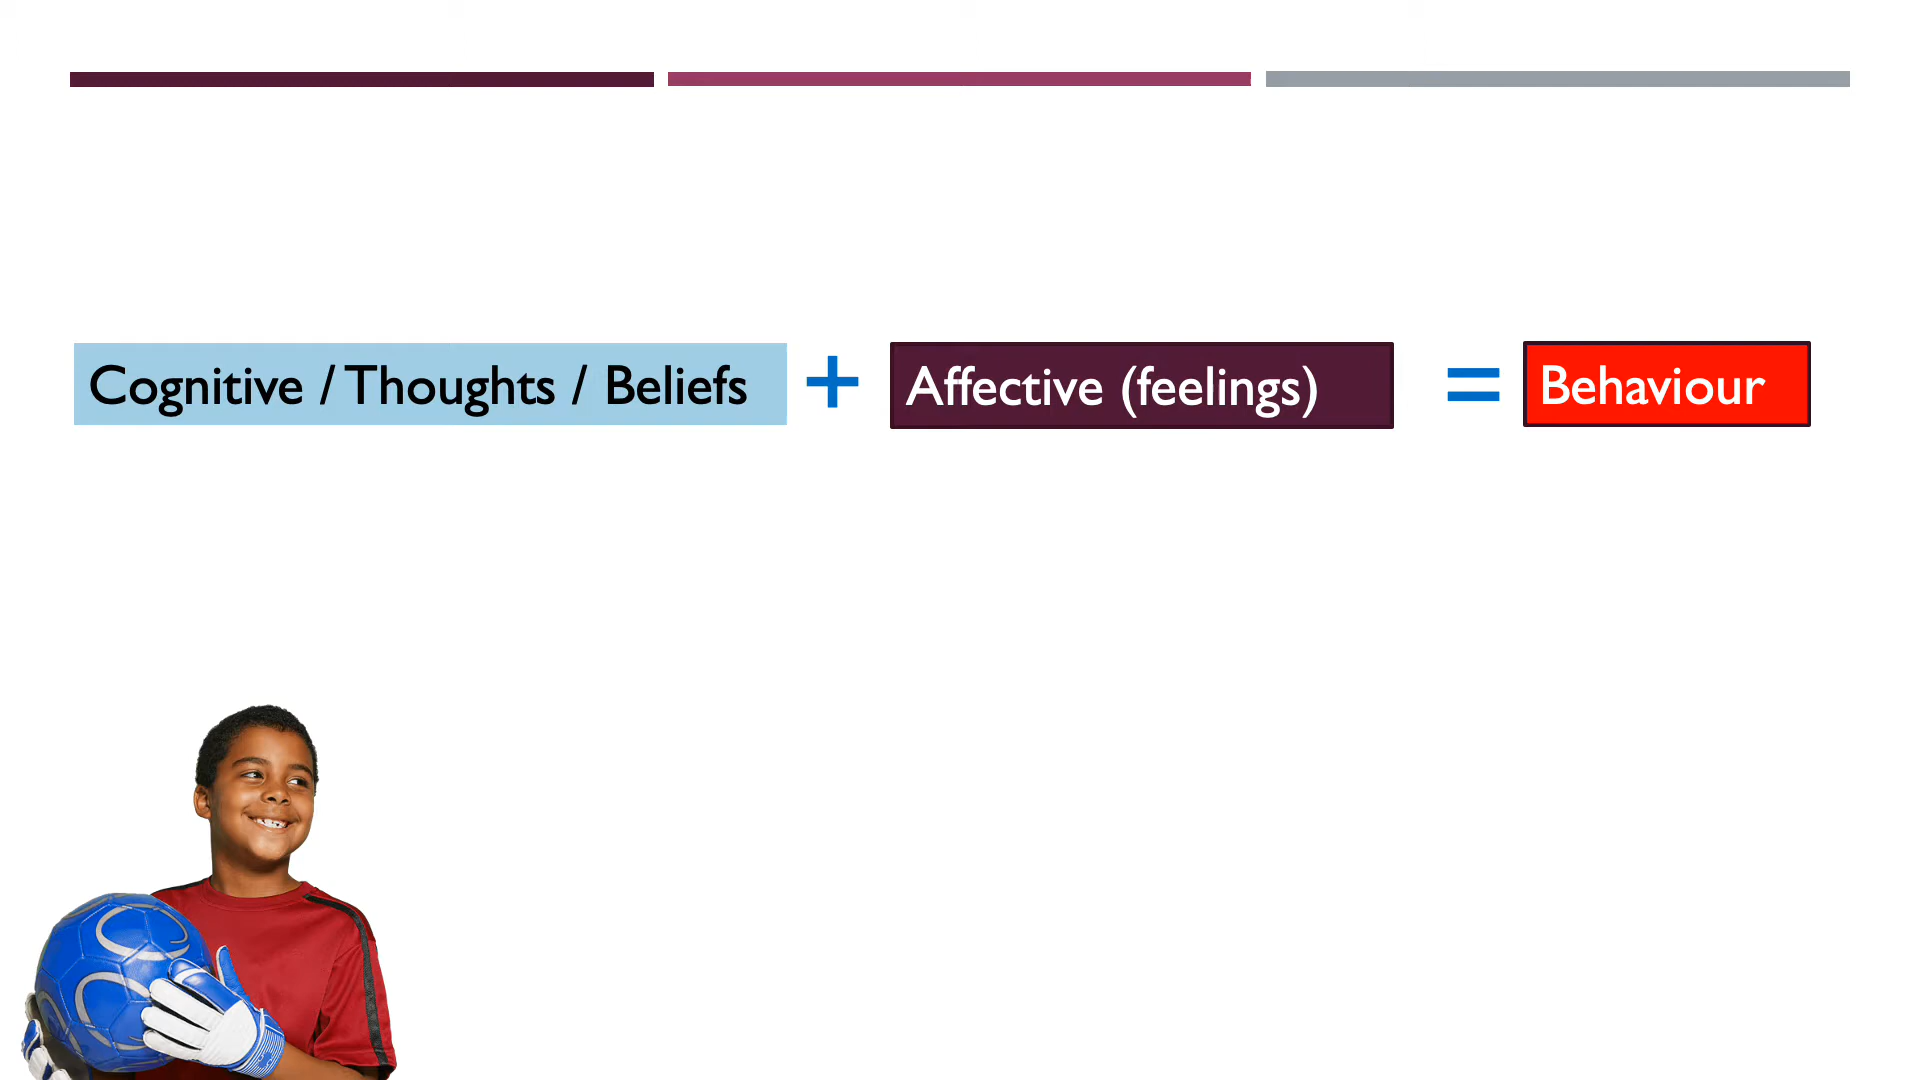 Cognitive / Thoughts / Beliefs + Affective (feelings) = Behaviour